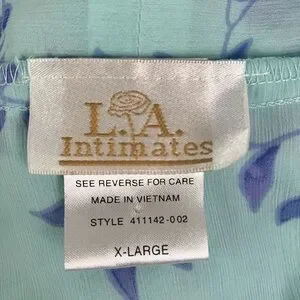 L.A.
Intimates
SEE REVERSE FOR CARE
MADE IN VIETNAM
STYLE 411142-002
X-LARGE